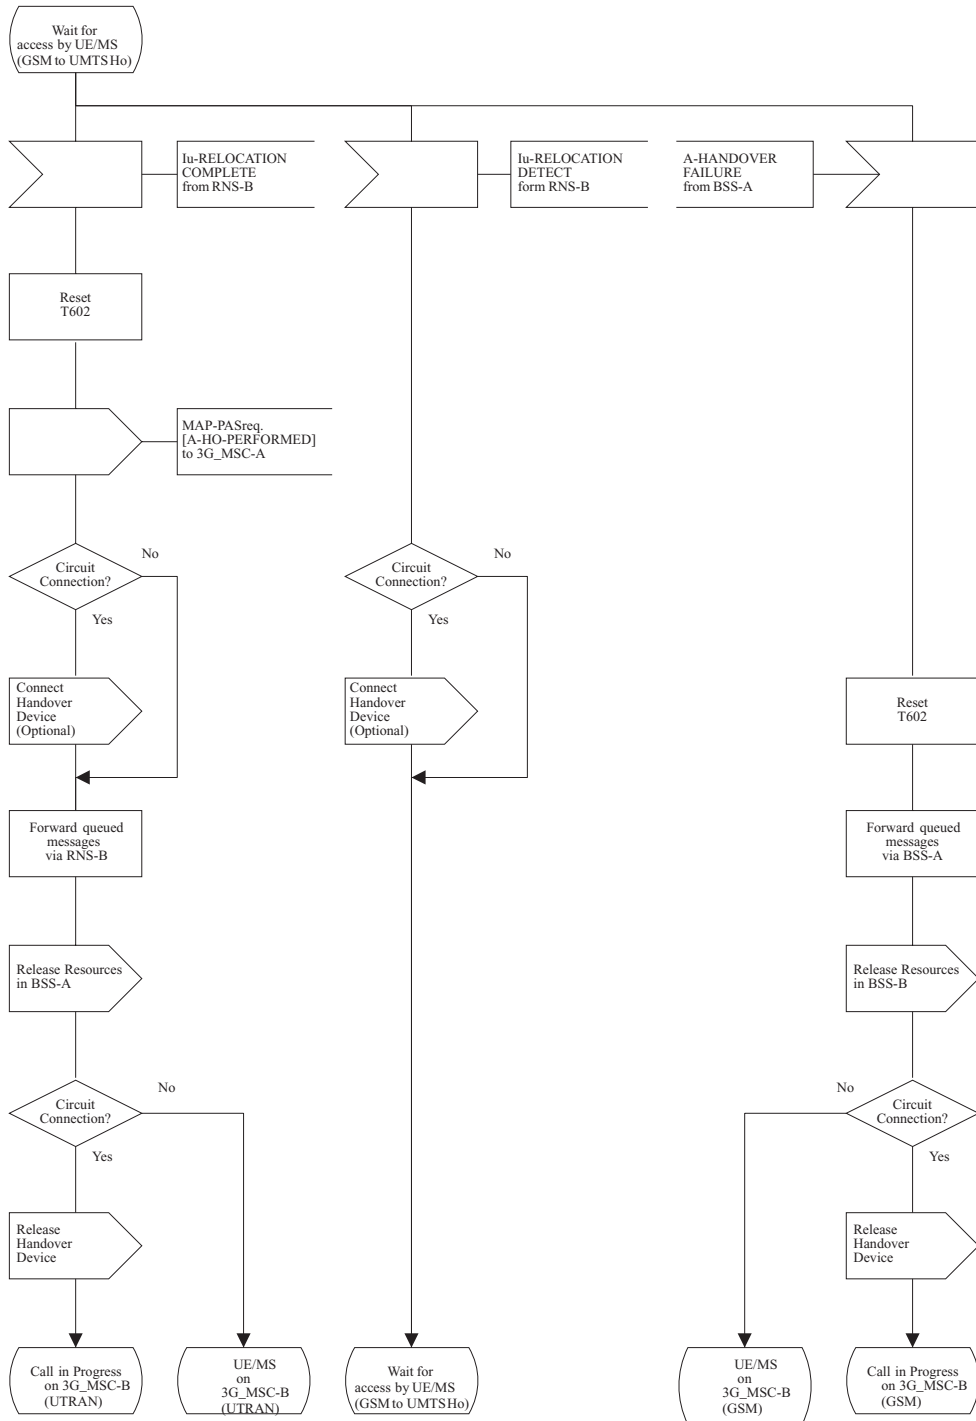 Wait for
access by UE/MS
(GSM to UMTS Ho)
Iu-RELOCATION
COMPLETE
from RNS-B
Iu-RELOCATION
DETECT
form RNS-B
A-HANDOVER
FAILURE
from BSS-A
Reset
T602
MAP-PASreq.
[A-HO-PERFORMED]
to 3G_MSC-A
Circuit
Connection?
No
Yes
Circuit
Connection?
No
Yes
Connect
Handover
Device
(Optional)
Connect
Handover
Device
(Optional)
Reset
T602
Forward queued
messages
via RNS-B
Forward queued
messages
via BSS-A
Release Resources
in BSS-A
Release Resources
in BSS-B
Circuit
Connection?
No
Yes
No
Circuit
Connection?
Yes
Release
Handover
Device
Release
Handover
Device
Call in Progress
on 3G_MSC-B
(UTRAN)
UE/MS
on
3G_MSC-B
(UTRAN)
Wait for
access by UE/MS
(GSM to UMTS Ho)
UE/MS
on
3G_MSC-B
(GSM)
Call in Progress
on 3G_MSC-B
(GSM)